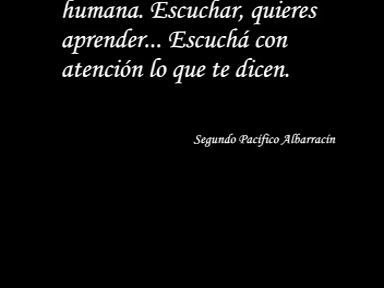 humana. Escuchar, quieres
aprender... Escuchá con
atención lo que te dicen.
Segundo Pacífico Albarracín